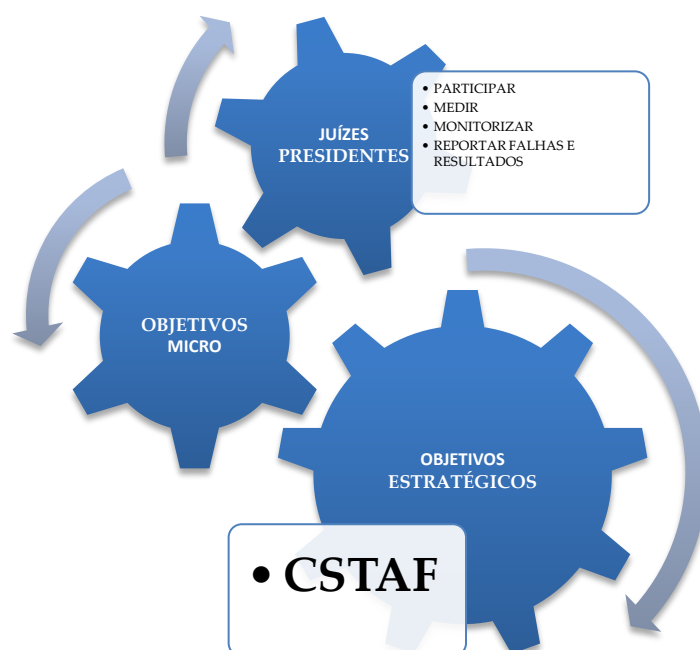 JUÍZES
PRESIDENTES
• PARTICIPAR
• MEDIR
• MONITORIZAR
• REPORTAR FALHAS E
RESULTADOS
OBJETIVOS
MICRO
OBJETIVOS
ESTRATÉGICOS
• CSTAF